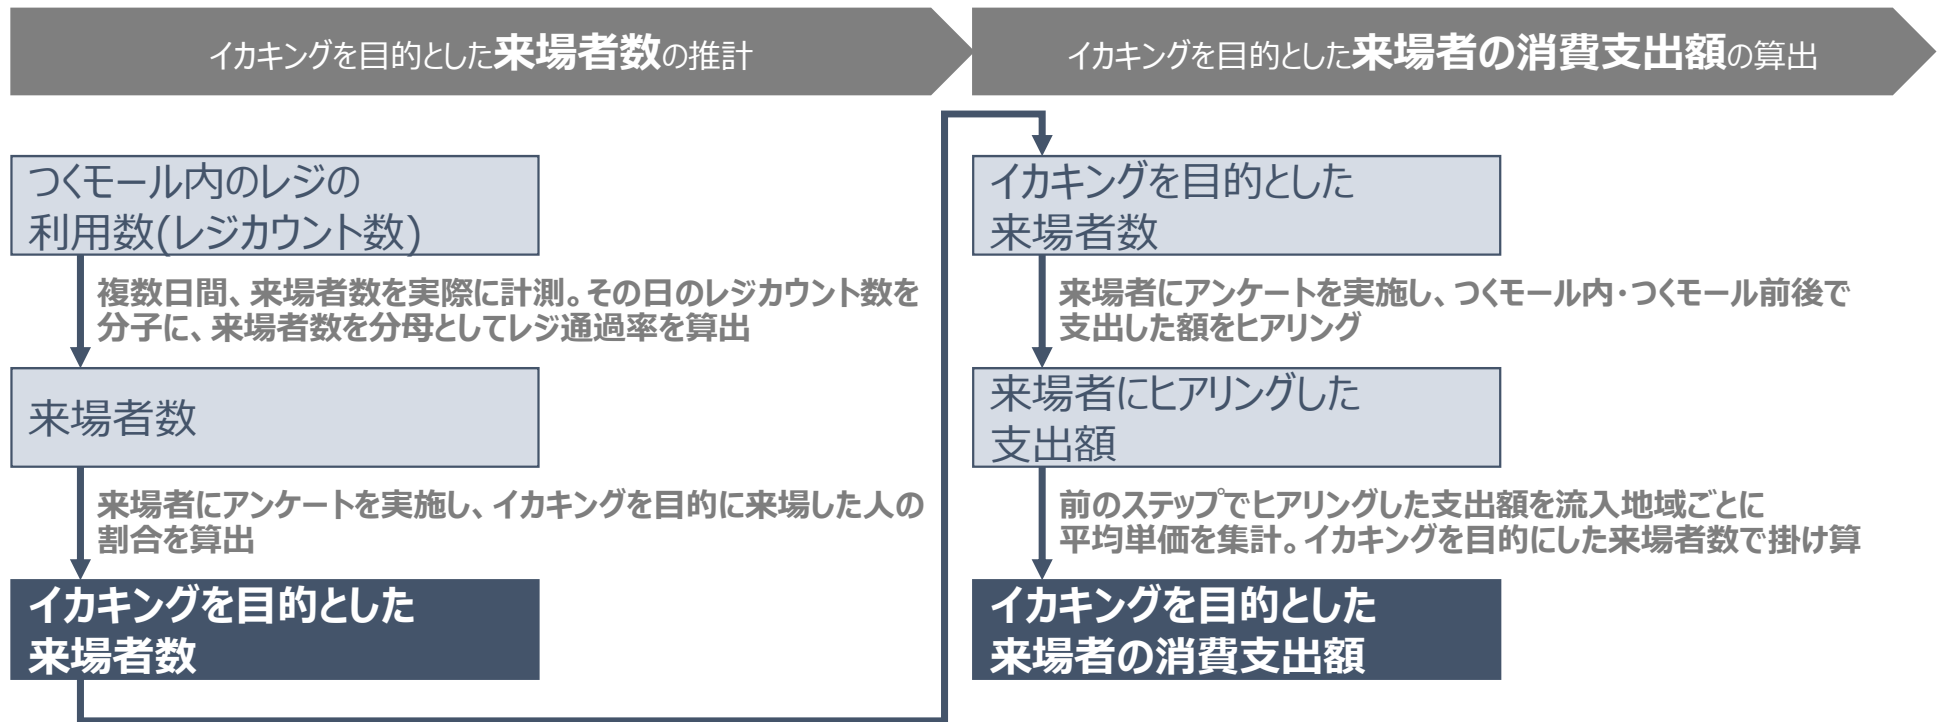 イカキングを目的とした来場者数の推計
つくモール内のレジの
利用数(レジカウント数)
複数日間、来場者数を実際に計測。その日のレジカウント数を
分子に、来場者数を分母としてレジ通過率を算出
来場者数
来場者にアンケートを実施し、イカキングを目的に来場した人の
割合を算出
イカキングを目的とした
来場者数
イカキングを目的とした来場者の消費支出額の算出
イカキングを目的とした
来場者数
来場者にアンケートを実施し、つくモール内・つくモール前後で
支出した額をヒアリング
来場者にヒアリングした
支出額
前のステップでヒアリングした支出額を流入地域ごとに
平均単価を集計。イカキングを目的にした来場者数で掛け算
イカキングを目的とした
来場者の消費支出額